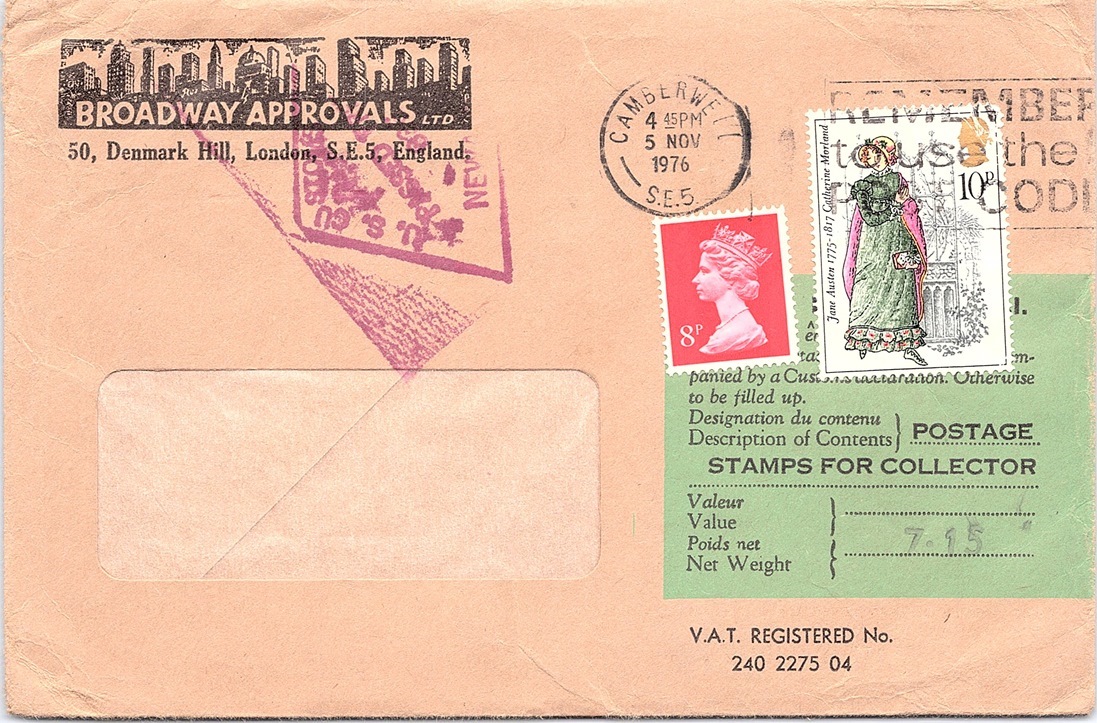 BROADWAY APPROVALS LTD
50, Denmark Hill, London, S.E.5, England.
U. S. CU
NEW
CAMBERWELL
4 45PM
5 NOV
1976
S.E.5.
REMEMBER
to use the
CODE
8P
10P
Jane Austen 1775-1817 Catherine Morland
panied by a Customs declaration. Otherwise
to be filled up.
Designation du contenu
Description of Contents } POSTAGE
STAMPS FOR COLLECTOR
Valeur
Value
7.15
Poids net
Net Weight
V.A.T. REGISTERED No.
240 2275 04